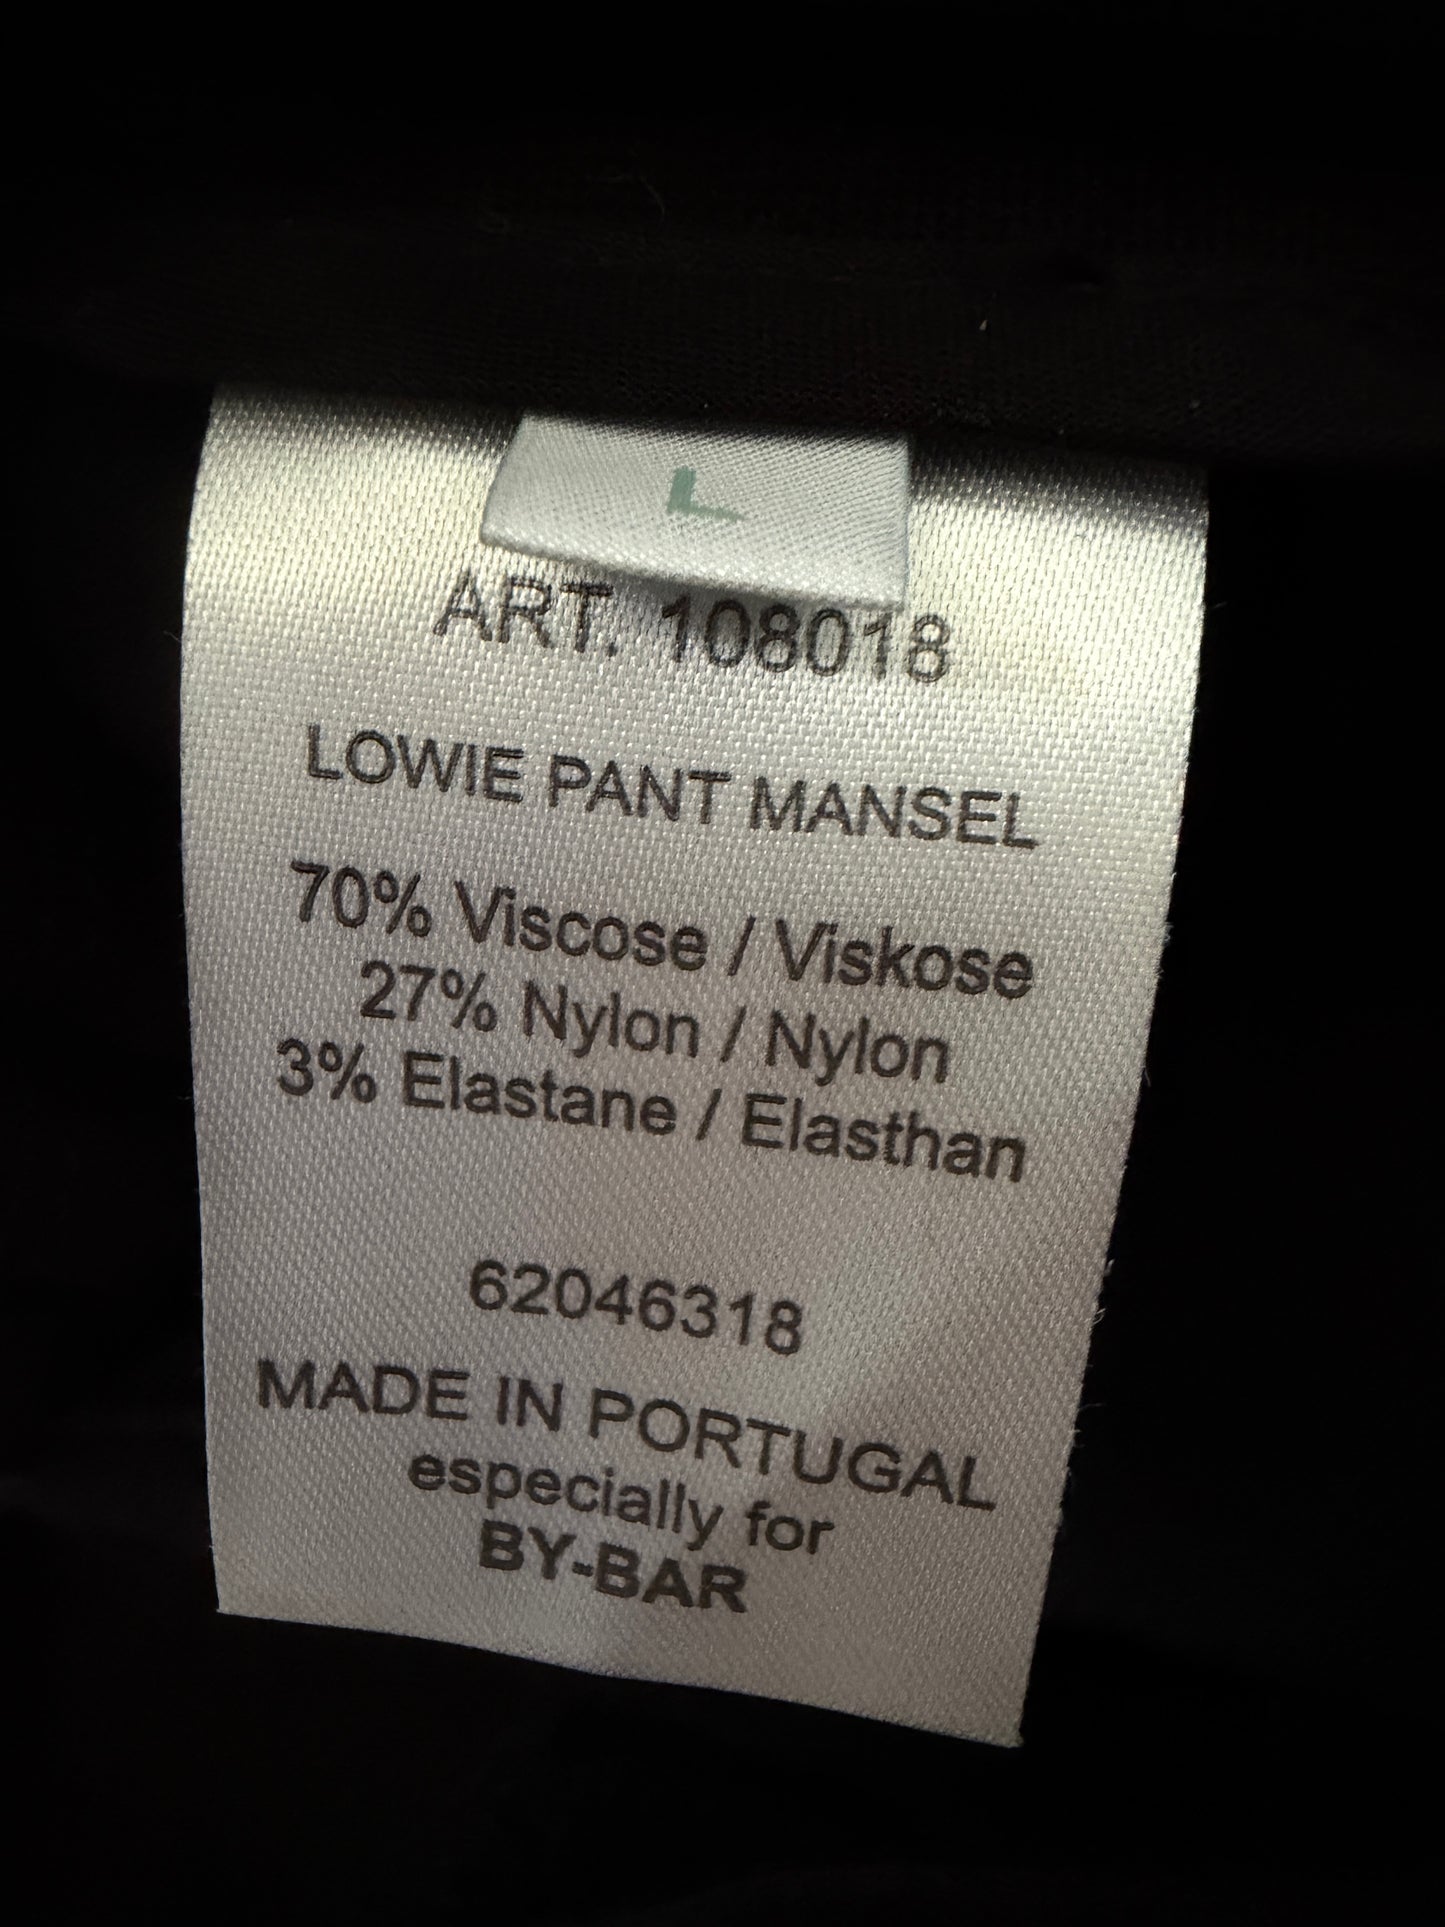 L
ART. 108018
LOWIE PANT MANSEL
70% Viscose / Viskose
27% Nylon / Nylon
3% Elastane / Elasthan
62046318
MADE IN PORTUGAL
especially for
BY-BAR